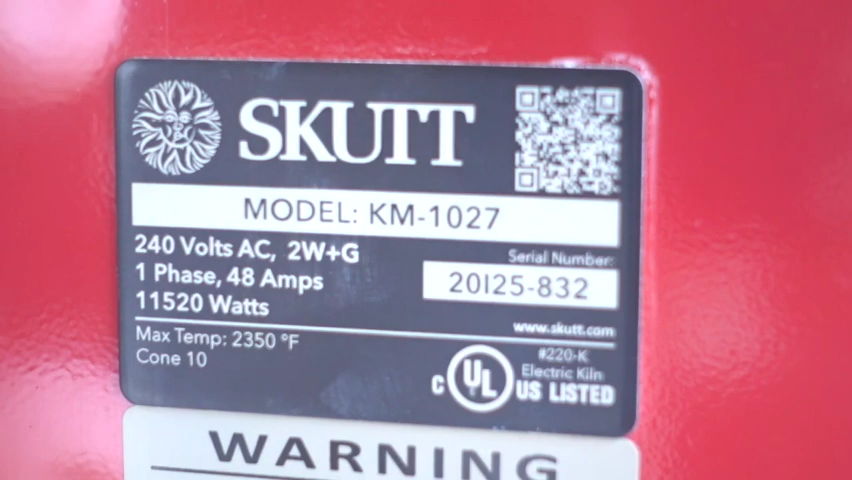 SKUTT
MODEL: KM-1027
240 Volts AC, 2W+G
1 Phase, 48 Amps
11520 Watts
Serial Number:
20I25-832
www.skutt.com
Max Temp: 2350 °F
Cone 10
#220-K
Electric Kiln
C UL US LISTED
WARNING